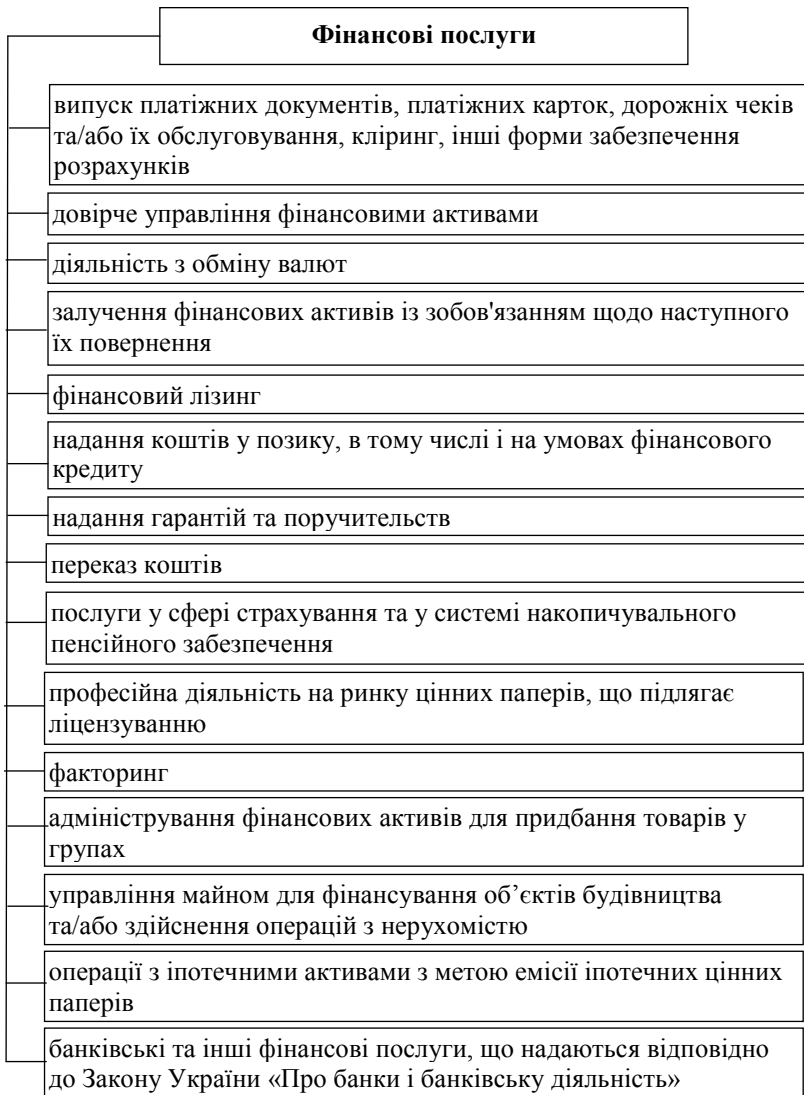 Фінансові послуги
випуск платіжних документів, платіжних карток, дорожніх чеків
та/або їх обслуговування, кліринг, інші форми забезпечення
розрахунків
довірче управління фінансовими активами
діяльність з обміну валют
залучення фінансових активів із зобов'язанням щодо наступного
їх повернення
фінансовий лізинг
надання коштів у позику, в тому числі і на умовах фінансового
кредиту
надання гарантій та поручительств
переказ коштів
послуги у сфері страхування та у системі накопичувального
пенсійного забезпечення
професійна діяльність на ринку цінних паперів, що підлягає
ліцензуванню
факторинг
адміністрування фінансових активів для придбання товарів у
групах
управління майном для фінансування об’єктів будівництва
та/або здійснення операцій з нерухомістю
операції з іпотечними активами з метою емісії іпотечних цінних
паперів
банківські та інші фінансові послуги, що надаються відповідно
до Закону України «Про банки і банківську діяльність»